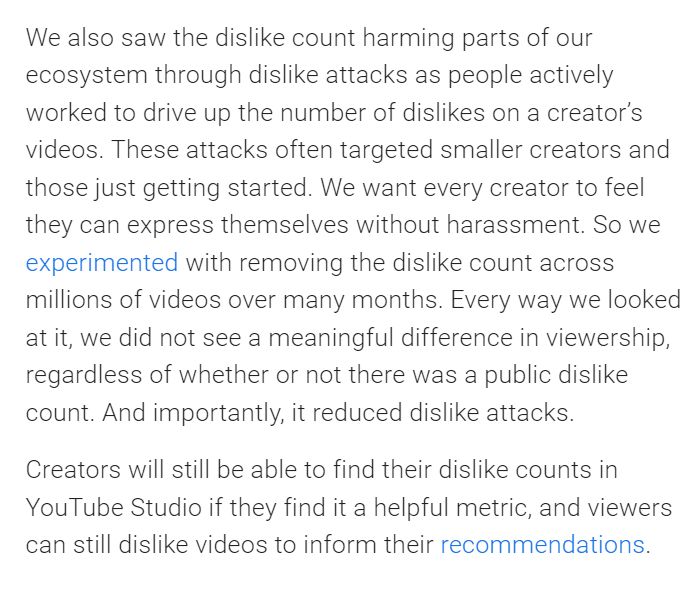 We also saw the dislike count harming parts of our
ecosystem through dislike attacks as people actively
worked to drive up the number of dislikes on a creator’s
videos. These attacks often targeted smaller creators and
those just getting started. We want every creator to feel
they can express themselves without harassment. So we
experimented with removing the dislike count across
millions of videos over many months. Every way we looked
at it, we did not see a meaningful difference in viewership,
regardless of whether or not there was a public dislike
count. And importantly, it reduced dislike attacks.
Creators will still be able to find their dislike counts in
YouTube Studio if they find it a helpful metric, and viewers
can still dislike videos to inform their recommendations.